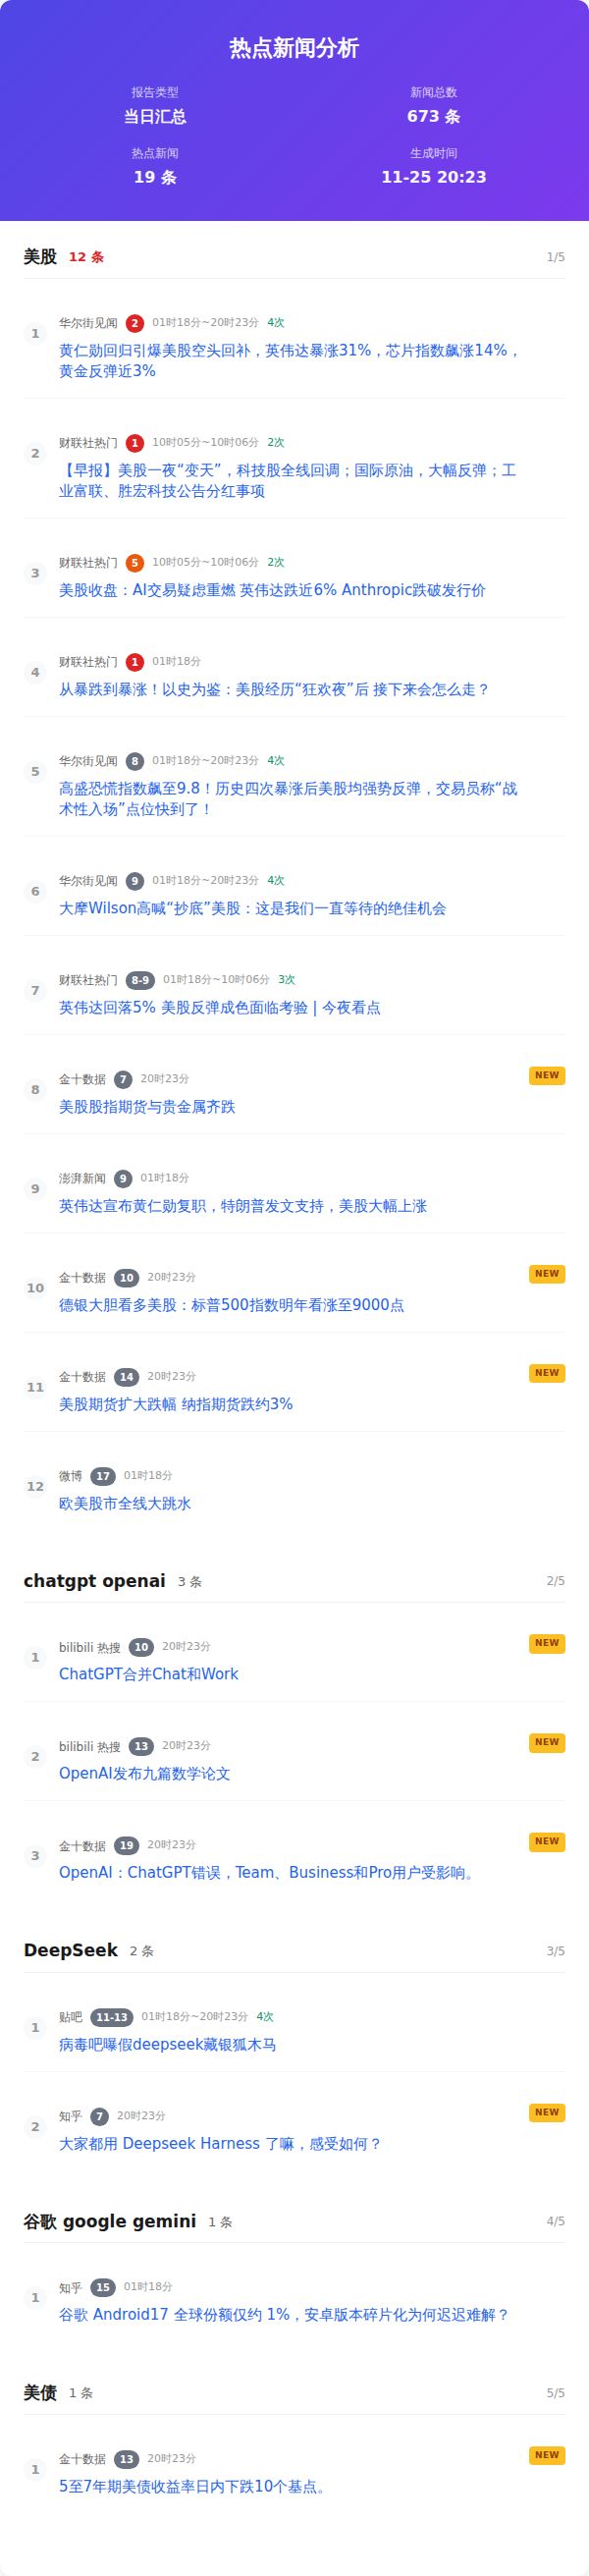 热点新闻分析
报告类型
新闻总数
当日汇总
673 条
热点新闻
生成时间
19 条
11-25 20:23
美股 12 条 1/5
1
华尔街见闻 2 01时18分~20时23分 4次
黄仁勋回归引爆美股空头回补，英伟达暴涨31%，芯片指数飙涨14%，
黄金反弹近3%
2
财联社热门 1 10时05分~10时06分 2次
【早报】美股一夜“变天”，科技股全线回调；国际原油，大幅反弹；工
业富联、胜宏科技公告分红事项
3
财联社热门 5 10时05分~10时06分 2次
美股收盘：AI交易疑虑重燃 英伟达跌近6% Anthropic跌破发行价
4
财联社热门 1 01时18分
从暴跌到暴涨！以史为鉴：美股经历“狂欢夜”后 接下来会怎么走？
5
华尔街见闻 8 01时18分~20时23分 4次
高盛恐慌指数飙至9.8！历史四次暴涨后美股均强势反弹，交易员称“战
术性入场”点位快到了！
6
华尔街见闻 9 01时18分~20时23分 4次
大摩Wilson高喊“抄底”美股：这是我们一直等待的绝佳机会
7
财联社热门 8-9 01时18分~10时06分 3次
英伟达回落5% 美股反弹成色面临考验 | 今夜看点
8
金十数据 7 20时23分 NEW
美股股指期货与贵金属齐跌
9
澎湃新闻 9 01时18分
英伟达宣布黄仁勋复职，特朗普发文支持，美股大幅上涨
10
金十数据 10 20时23分 NEW
德银大胆看多美股：标普500指数明年看涨至9000点
11
金十数据 14 20时23分 NEW
美股期货扩大跌幅 纳指期货跌约3%
12
微博 17 01时18分
欧美股市全线大跳水
chatgpt openai 3 条 2/5
1
bilibili 热搜 10 20时23分 NEW
ChatGPT合并Chat和Work
2
bilibili 热搜 13 20时23分 NEW
OpenAI发布九篇数学论文
3
金十数据 19 20时23分 NEW
OpenAI：ChatGPT错误，Team、Business和Pro用户受影响。
DeepSeek 2 条 3/5
1
贴吧 11-13 01时18分~20时23分 4次
病毒吧曝假deepseek藏银狐木马
2
知乎 7 20时23分 NEW
大家都用 Deepseek Harness 了嘛，感受如何？
谷歌 google gemini 1 条 4/5
1
知乎 15 01时18分
谷歌 Android17 全球份额仅约 1%，安卓版本碎片化为何迟迟难解？
美债 1 条 5/5
1
金十数据 13 20时23分 NEW
5至7年期美债收益率日内下跌10个基点。